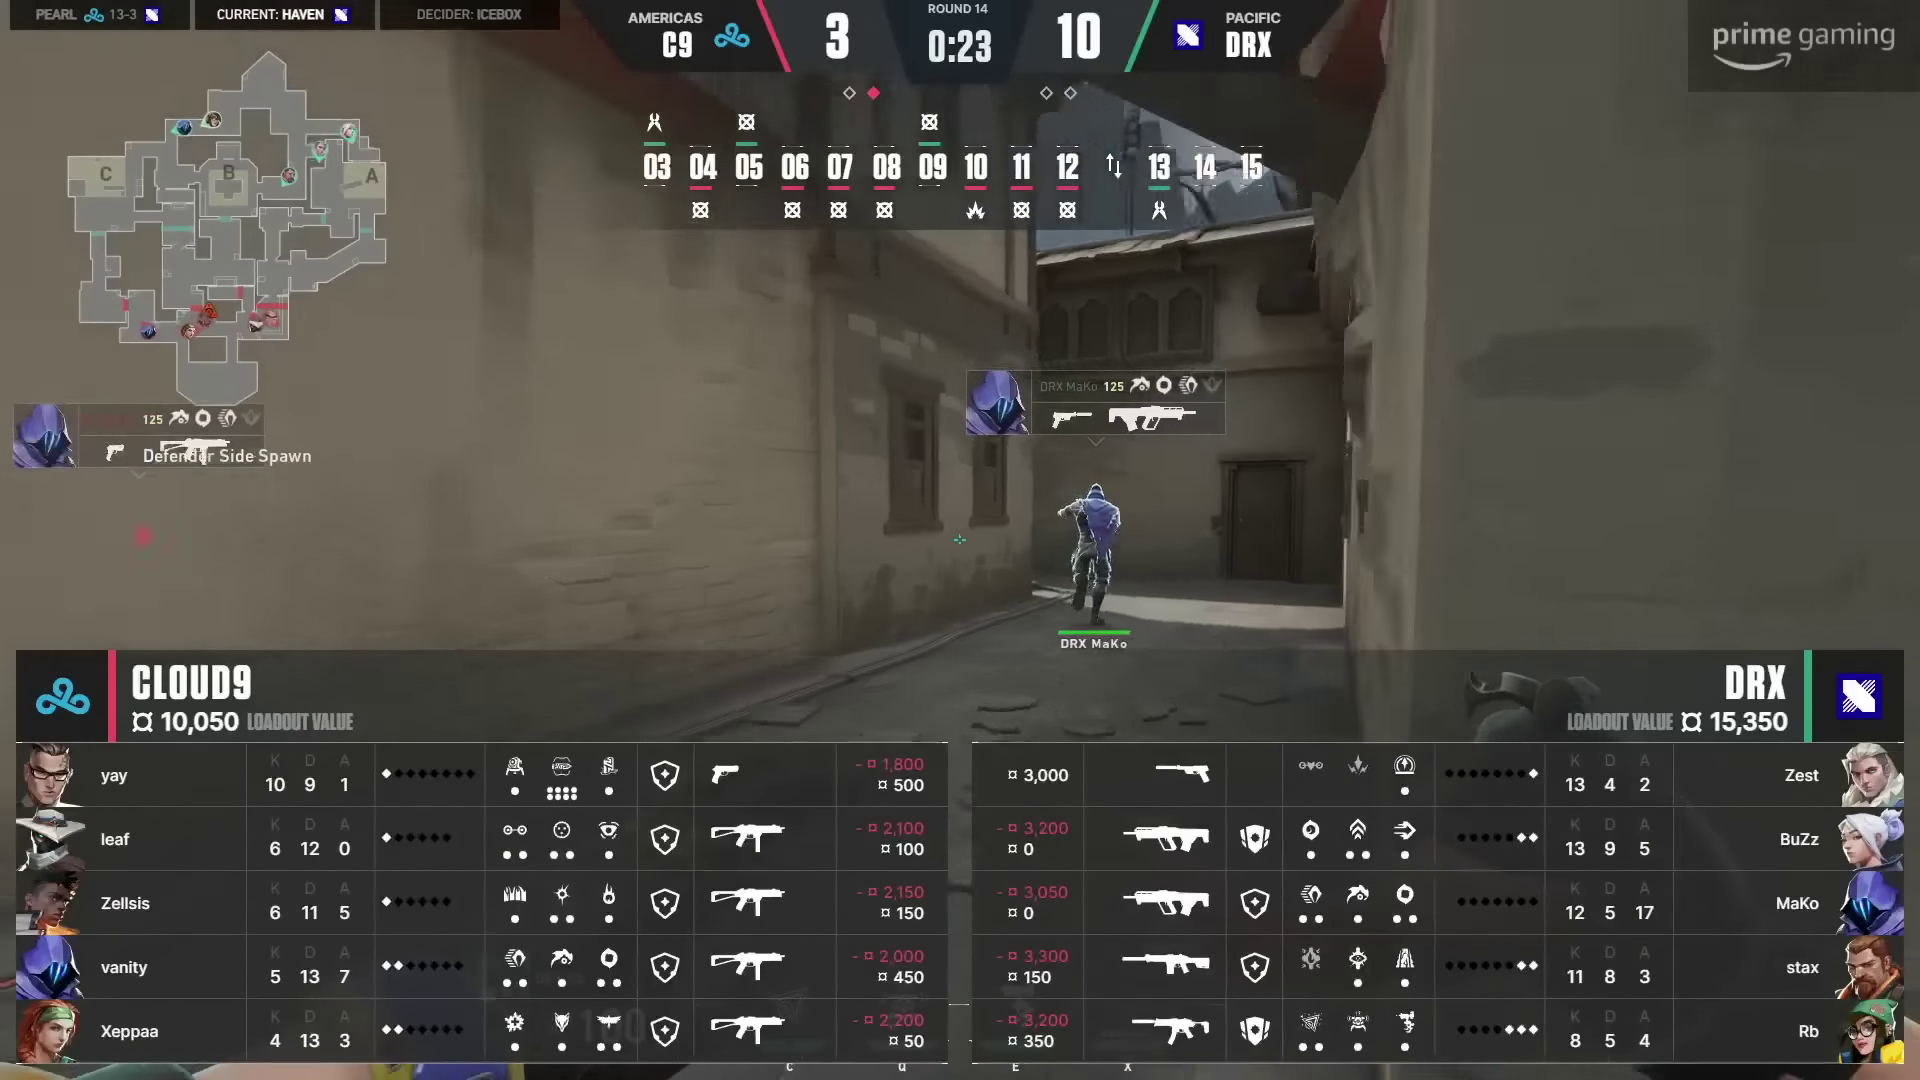 PEARL 13-3
CURRENT: HAVEN
DECIDER: ICEBOX
AMERICAS
C9
3
ROUND 14
0:23
10
PACIFIC
DRX
prime gaming
03 04 05 06 07 08 09 10 11 12 13 14 15
C B A
125
Defender Side Spawn
DRX MaKo 125
DRX MaKo
CLOUD9
10,050 LOADOUT VALUE
DRX
LOADOUT VALUE 15,350
yay K 10 D 9 A 1 - 1,800 500
leaf K 6 D 12 A 0 - 2,100 100
Zellsis K 6 D 11 A 5 - 2,150 150
vanity K 5 D 13 A 7 - 2,000 450
Xeppaa K 4 D 13 A 3 - 2,200 50
3,000 K 13 D 4 A 2 Zest
- 3,200 0 K 13 D 9 A 5 BuZz
- 3,050 0 K 12 D 5 A 17 MaKo
- 3,300 150 K 11 D 8 A 3 stax
- 3,200 350 K 8 D 5 A 4 Rb
C Q E X